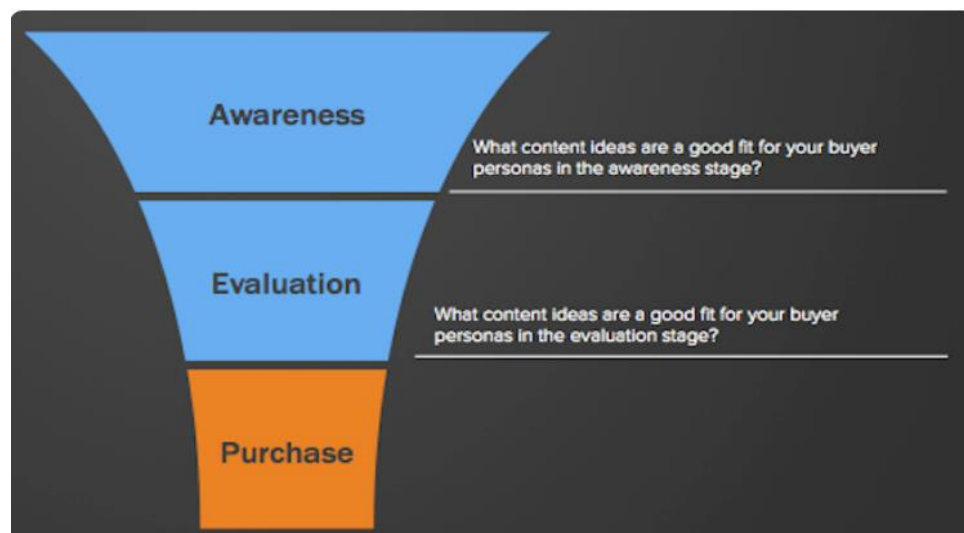 Awareness
What content ideas are a good fit for your buyer
personas in the awareness stage?
Evaluation
What content ideas are a good fit for your buyer
personas in the evaluation stage?
Purchase